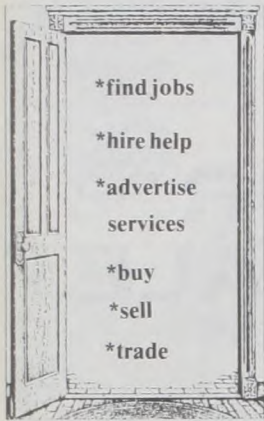 *find jobs
*hire help
*advertise
services
*buy
*sell
*trade